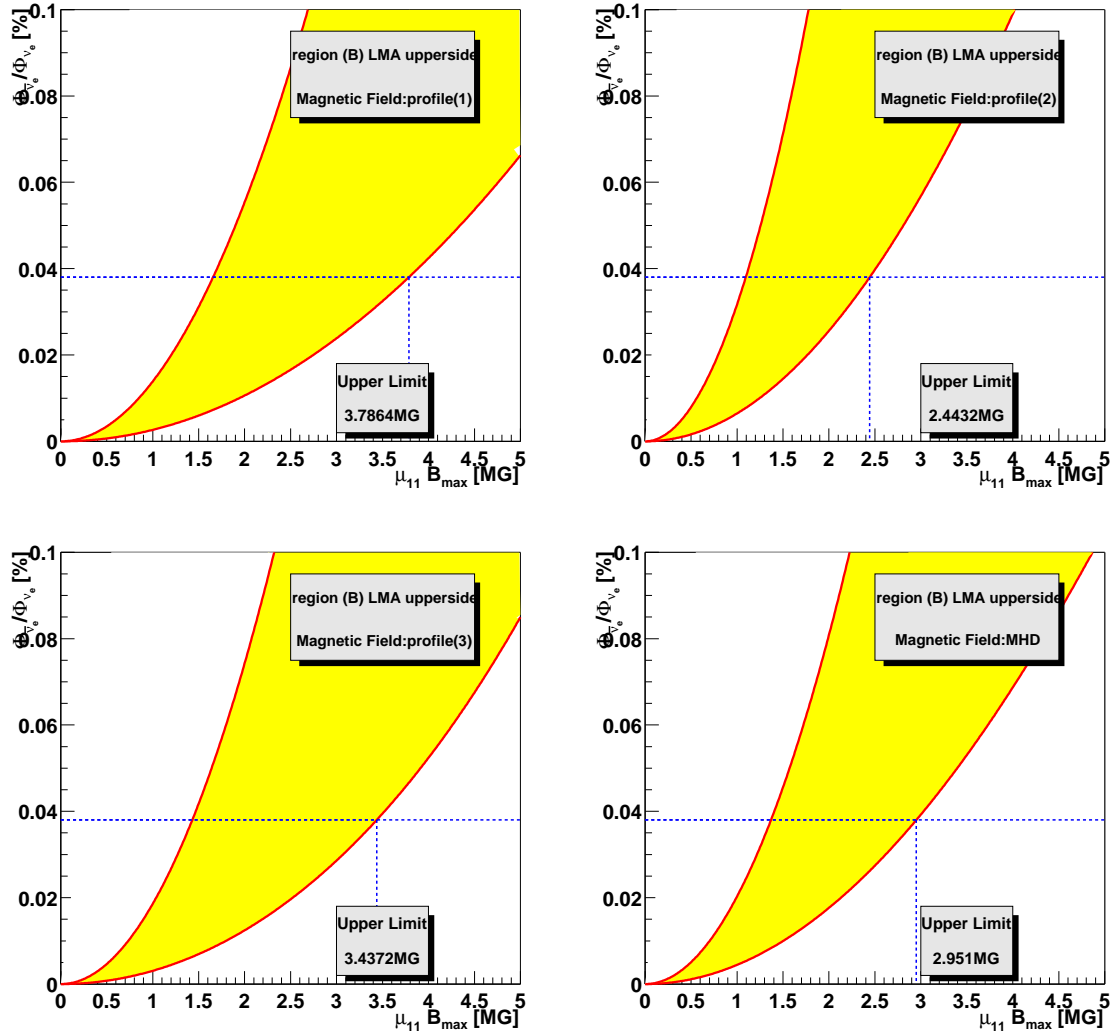 Φν̄e/Φνe [%]
0.1
region (B) LMA upperside
Magnetic Field:profile(1)
0.08
0.06
0.04
0.02
Upper Limit
3.7864MG
0
0 0.5 1 1.5 2 2.5 3 3.5 4 4.5 5
μ11 Bmax [MG]
Φν̄e/Φνe [%]
0.1
region (B) LMA upperside
Magnetic Field:profile(2)
0.08
0.06
0.04
0.02
Upper Limit
2.4432MG
0
0 0.5 1 1.5 2 2.5 3 3.5 4 4.5 5
μ11 Bmax [MG]
Φν̄e/Φνe [%]
0.1
region (B) LMA upperside
Magnetic Field:profile(3)
0.08
0.06
0.04
0.02
Upper Limit
3.4372MG
0
0 0.5 1 1.5 2 2.5 3 3.5 4 4.5 5
μ11 Bmax [MG]
Φν̄e/Φνe [%]
0.1
region (B) LMA upperside
Magnetic Field:MHD
0.08
0.06
0.04
0.02
Upper Limit
2.951MG
0
0 0.5 1 1.5 2 2.5 3 3.5 4 4.5 5
μ11 Bmax [MG]